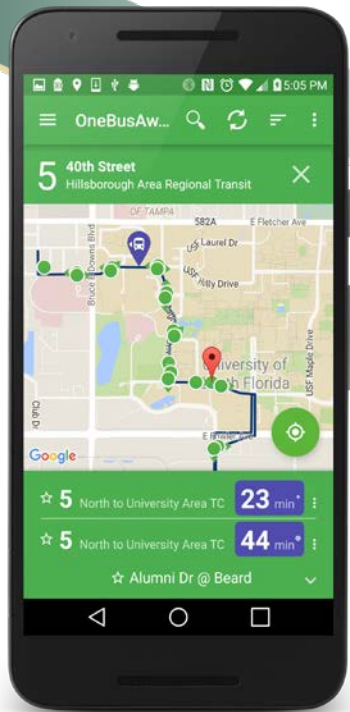 5:05 PM
OneBusAw...
5 40th Street
Hillsborough Area Regional Transit
OF TAMPA
582A
E Fletcher Ave
Bruce B Downs Blvd
USF Laurel Dr
USF Holly Drive
University of
South Florida
USF Maple Drive
Club Dr
E Fowler Ave
Google
5 North to University Area TC 23 min
5 North to University Area TC 44 min
Alumni Dr @ Beard